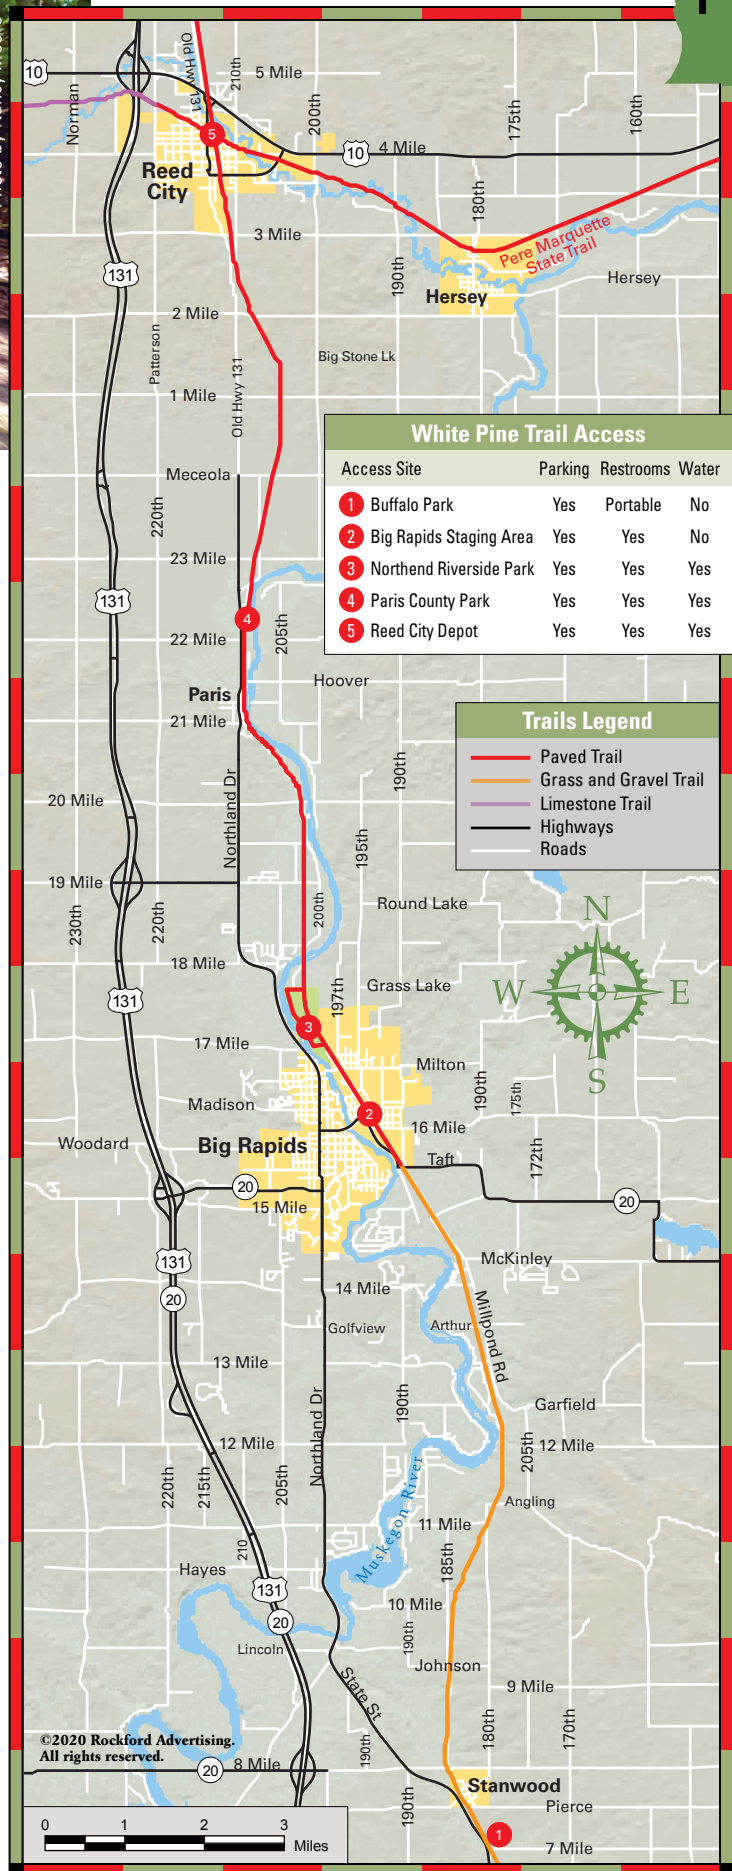 10
Norman
Old Hwy 131
210th
5 Mile
200th
175th
160th
5
10
4 Mile
Reed
City
180th
3 Mile
Pere Marquette
State Trail
131
190th
Hersey
Hersey
2 Mile
Patterson
Old Hwy 131
Big Stone Lk
1 Mile
White Pine Trail Access
Access Site Parking Restrooms Water
1 Buffalo Park Yes Portable No
2 Big Rapids Staging Area Yes Yes No
3 Northend Riverside Park Yes Yes Yes
4 Paris County Park Yes Yes Yes
5 Reed City Depot Yes Yes Yes
Meceola
220th
23 Mile
131
4
205th
22 Mile
Hoover
Paris
21 Mile
Trails Legend
Paved Trail
Grass and Gravel Trail
Limestone Trail
Highways
Roads
190th
20 Mile
Northland Dr
195th
19 Mile
230th
220th
200th
Round Lake
N
W
E
S
18 Mile
131
197th
Grass Lake
3
17 Mile
Milton
190th
175th
Madison
2
16 Mile
Woodard
Big Rapids
Taft
172th
20
20
15 Mile
131
McKinley
20
14 Mile
Millpond Rd
Golfview
Arthur
13 Mile
190th
Northland Dr
Garfield
12 Mile
12 Mile
205th
220th
215th
205th
Muskegon River
Angling
11 Mile
210
185th
Hayes
131
10 Mile
20
190th
Lincoln
Johnson
State St
9 Mile
180th
170th
©2020 Rockford Advertising.
All rights reserved.
190th
20
8 Mile
Stanwood
190th
Pierce
1
0 1 2 3
Miles
7 Mile